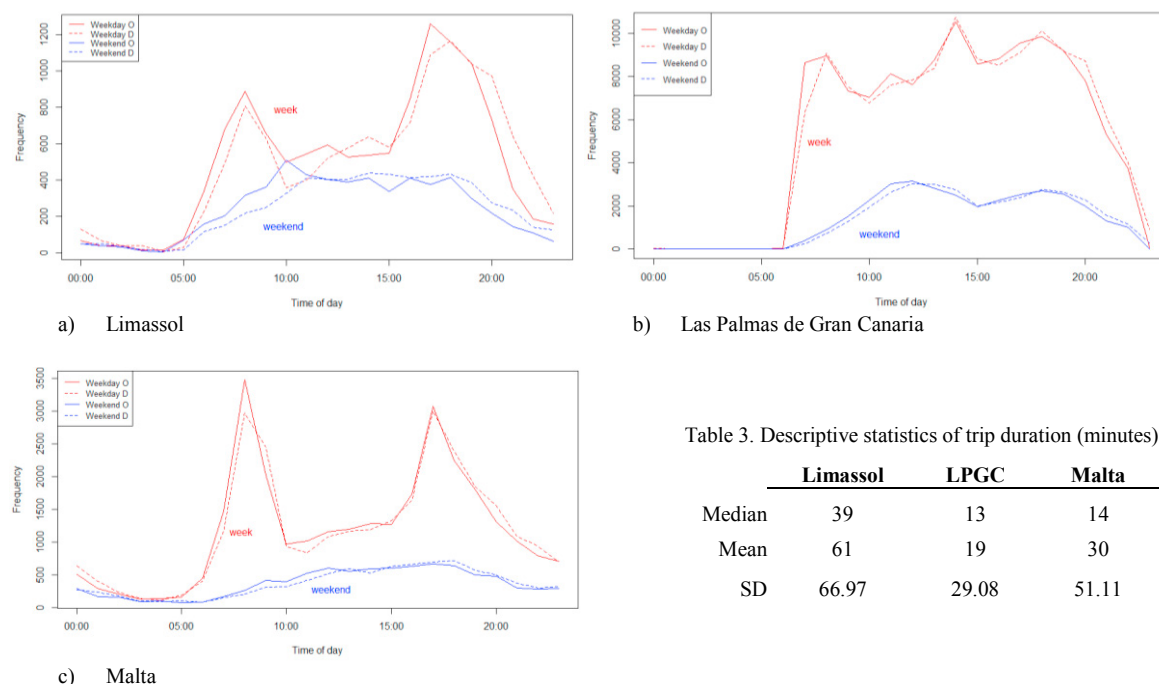 Weekday O
Weekday D
Weekend O
Weekend D
Frequency
0
200
400
600
800
1000
1200
week
weekend
00:00
05:00
10:00
15:00
20:00
Time of day
a) Limassol
Weekday O
Weekday D
Weekend O
Weekend D
Frequency
0
2000
4000
6000
8000
10000
week
weekend
00:00
05:00
10:00
15:00
20:00
Time of day
b) Las Palmas de Gran Canaria
Weekday O
Weekday D
Weekend O
Weekend D
Frequency
0
500
1000
1500
2000
2500
3000
3500
week
weekend
00:00
05:00
10:00
15:00
20:00
Time of day
c) Malta
Table 3. Descriptive statistics of trip duration (minutes)
Limassol LPGC Malta
Median 39 13 14
Mean 61 19 30
SD 66.97 29.08 51.11